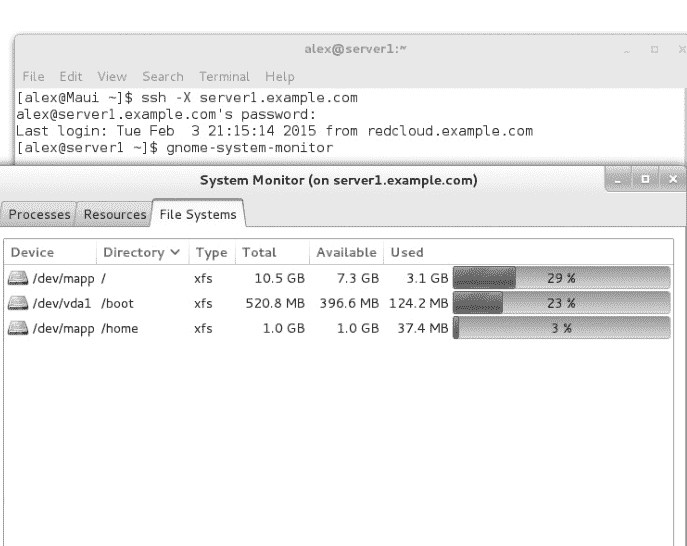 alex@server1:~
File Edit View Search Terminal Help
[alex@Maui ~]$ ssh -X server1.example.com
alex@server1.example.com's password:
Last login: Tue Feb  3 21:15:14 2015 from redcloud.example.com
[alex@server1 ~]$ gnome-system-monitor
System Monitor (on server1.example.com)
Processes Resources File Systems
Device Directory Type Total Available Used
/dev/mapp / xfs 10.5 GB 7.3 GB 3.1 GB 29 %
/dev/vda1 /boot xfs 520.8 MB 396.6 MB 124.2 MB 23 %
/dev/mapp /home xfs 1.0 GB 1.0 GB 37.4 MB 3 %